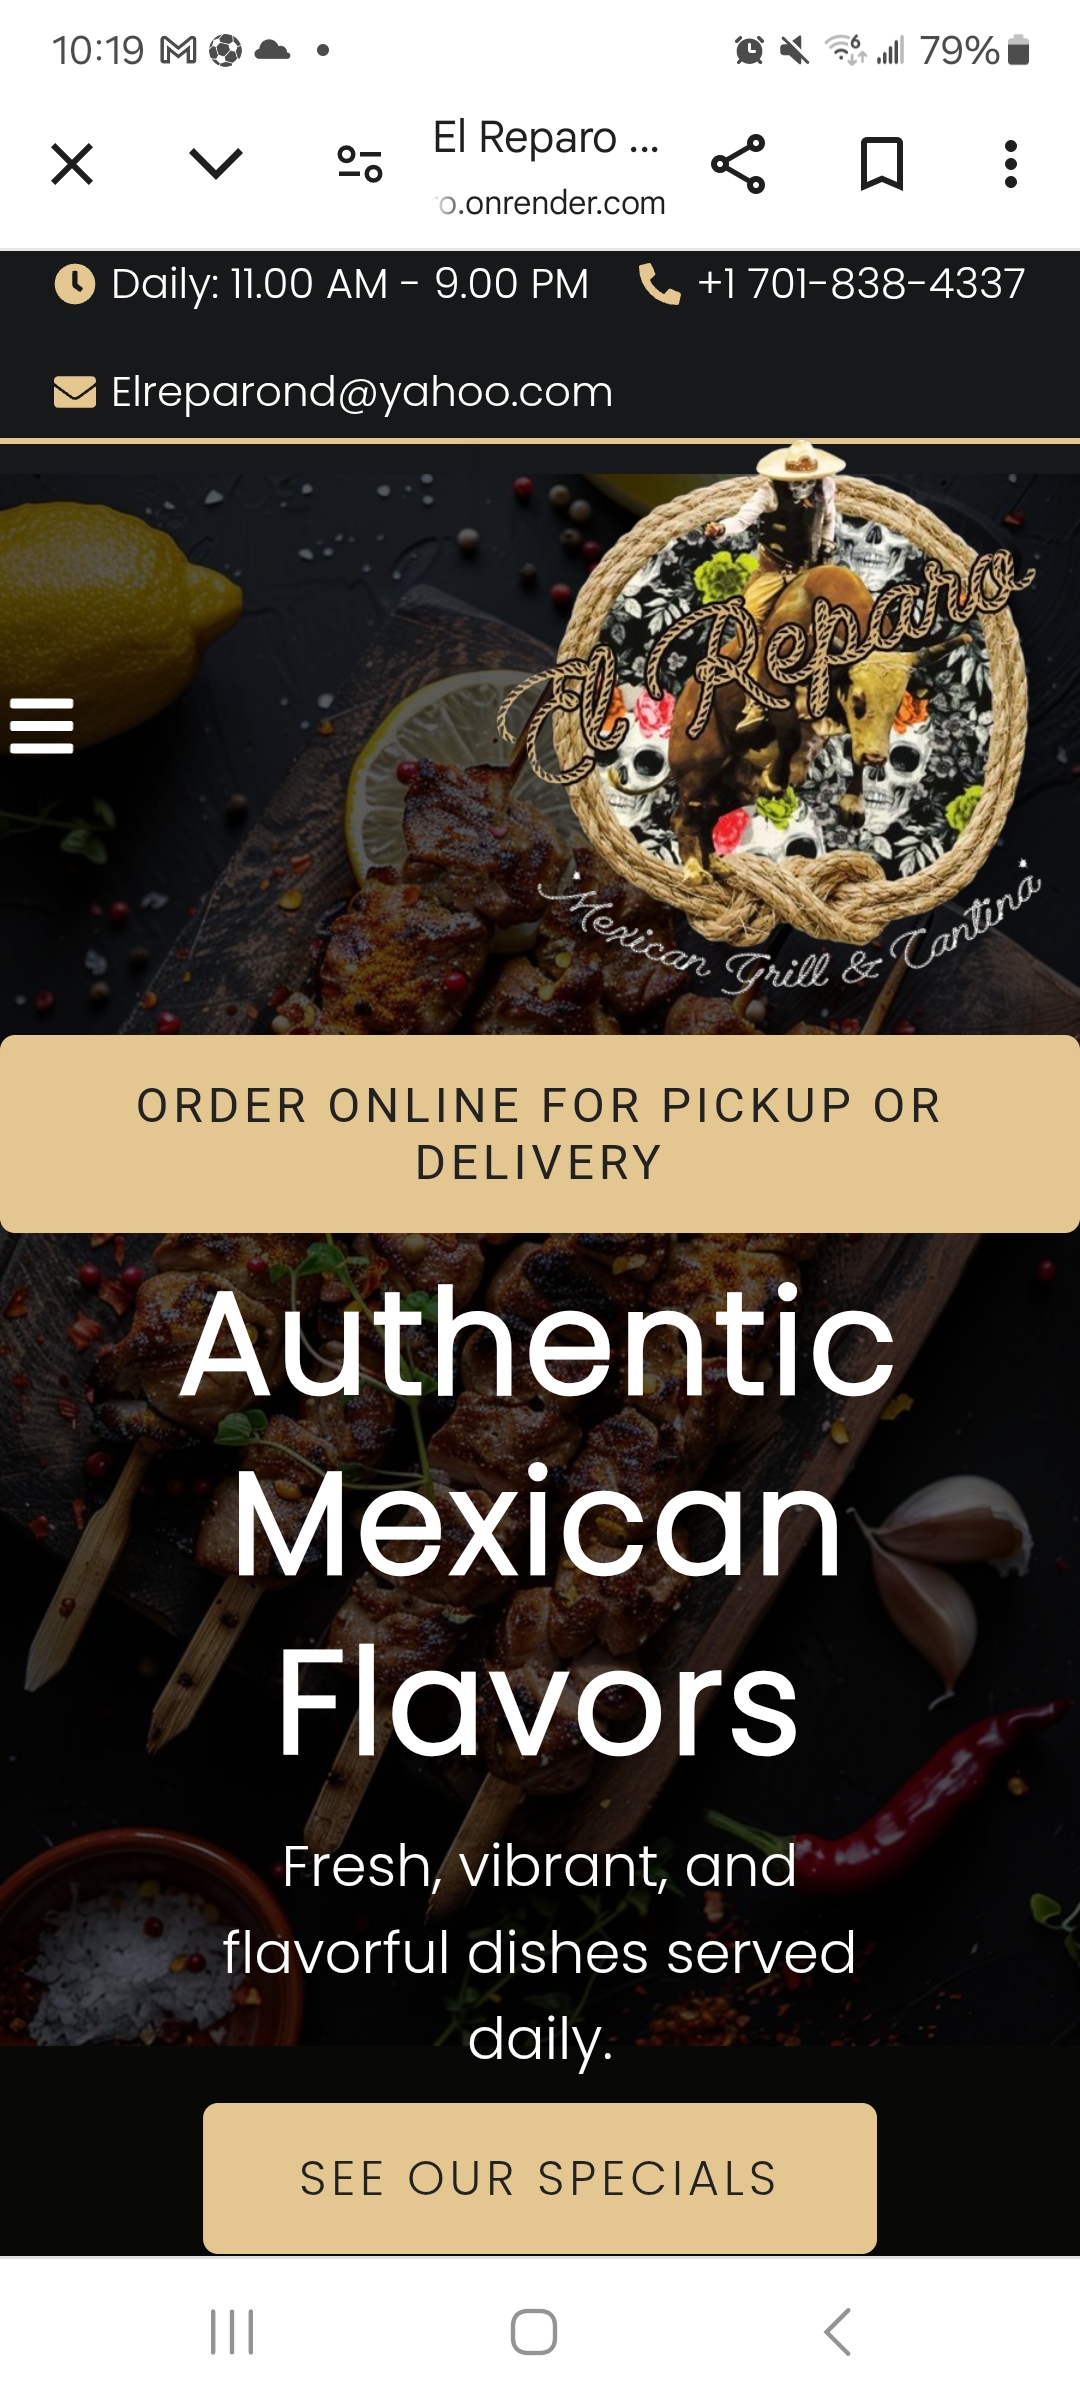 10:19
79%
El Reparo ...
o.onrender.com
Daily: 11.00 AM - 9.00 PM
+1 701-838-4337
Elreparond@yahoo.com
El Reparo
Mexican Grill & Cantina
ORDER ONLINE FOR PICKUP OR
DELIVERY
Authentic
Mexican
Flavors
Fresh, vibrant, and
flavorful dishes served
daily.
SEE OUR SPECIALS